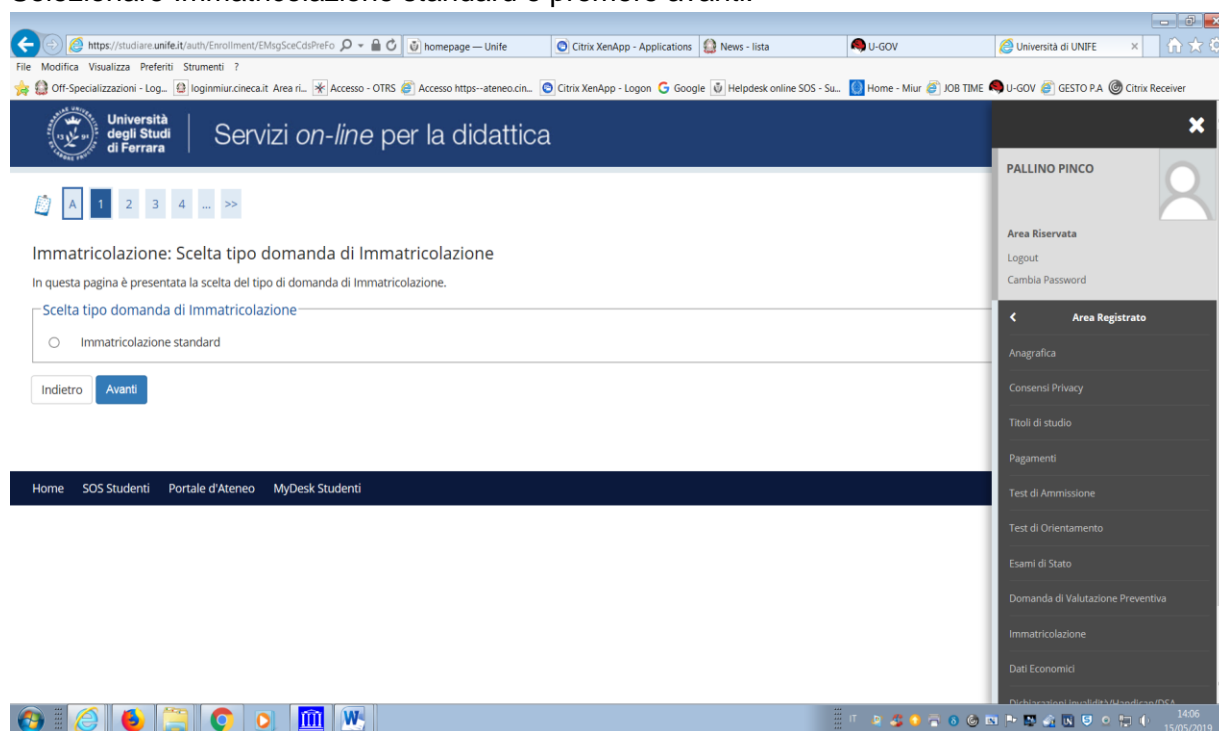 Selezionare Immatricolazione standard e premere avanti.
https://studiare.unife.it/auth/Enrollment/EMsgSceCdsPreFo
homepage — Unife
Citrix XenApp - Applications
News - lista
U-GOV
Università di UNIFE
File Modifica Visualizza Preferiti Strumenti ?
Off-Specializzazioni - Log... loginmiur.cineca.it Area ri... Accesso - OTRS Accesso https--ateneo.cin... Citrix XenApp - Logon Google Helpdesk online SOS - Su... Home - Miur JOB TIME U-GOV GESTO P.A Citrix Receiver
Università
degli Studi
di Ferrara
Servizi on-line per la didattica
PALLINO PINCO
A 1 2 3 4 ... >>
Area Riservata
Logout
Cambia Password
Immatricolazione: Scelta tipo domanda di Immatricolazione
In questa pagina è presentata la scelta del tipo di domanda di Immatricolazione.
Scelta tipo domanda di Immatricolazione
Immatricolazione standard
Indietro Avanti
Area Registrato
Anagrafica
Consensi Privacy
Titoli di studio
Pagamenti
Test di Ammissione
Test di Orientamento
Esami di Stato
Domanda di Valutazione Preventiva
Immatricolazione
Dati Economici
Dichiarazioni Invalidità/Handicap/DSA
Home SOS Studenti Portale d'Ateneo MyDesk Studenti
IT
14:06
15/05/2019